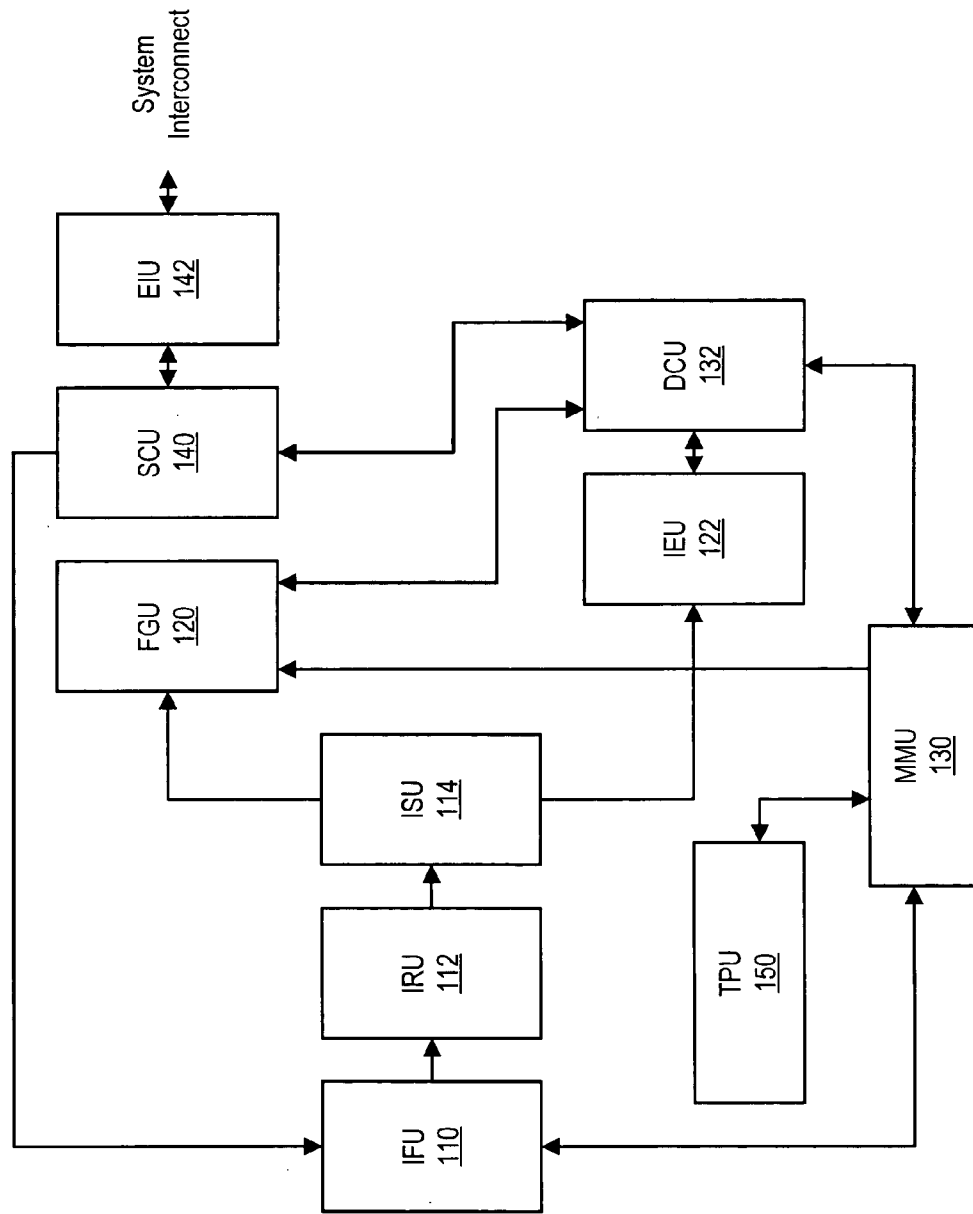 System
Interconnect
EIU
142
SCU
140
FGU
120
DCU
132
IEU
122
ISU
114
IRU
112
IFU
110
TPU
150
MMU
130